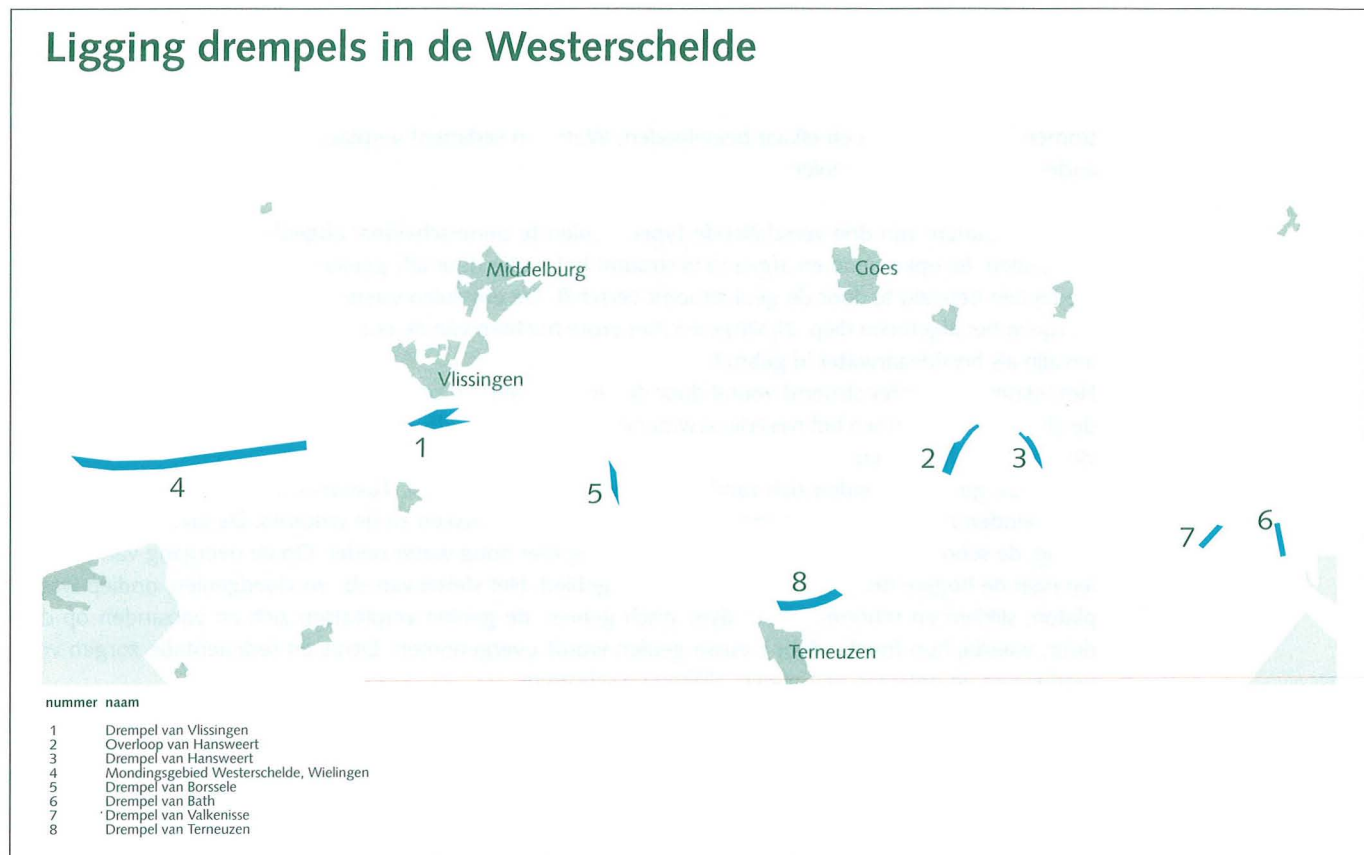 Ligging drempels in de Westerschelde
Middelburg
Goes
Vlissingen
1
2
3
4
5
6
7
8
Terneuzen
nummer naam
1 Drempel van Vlissingen
2 Overloop van Hansweert
3 Drempel van Hansweert
4 Mondingsgebied Westerschelde, Wielingen
5 Drempel van Borssele
6 Drempel van Bath
7 Drempel van Valkenisse
8 Drempel van Terneuzen